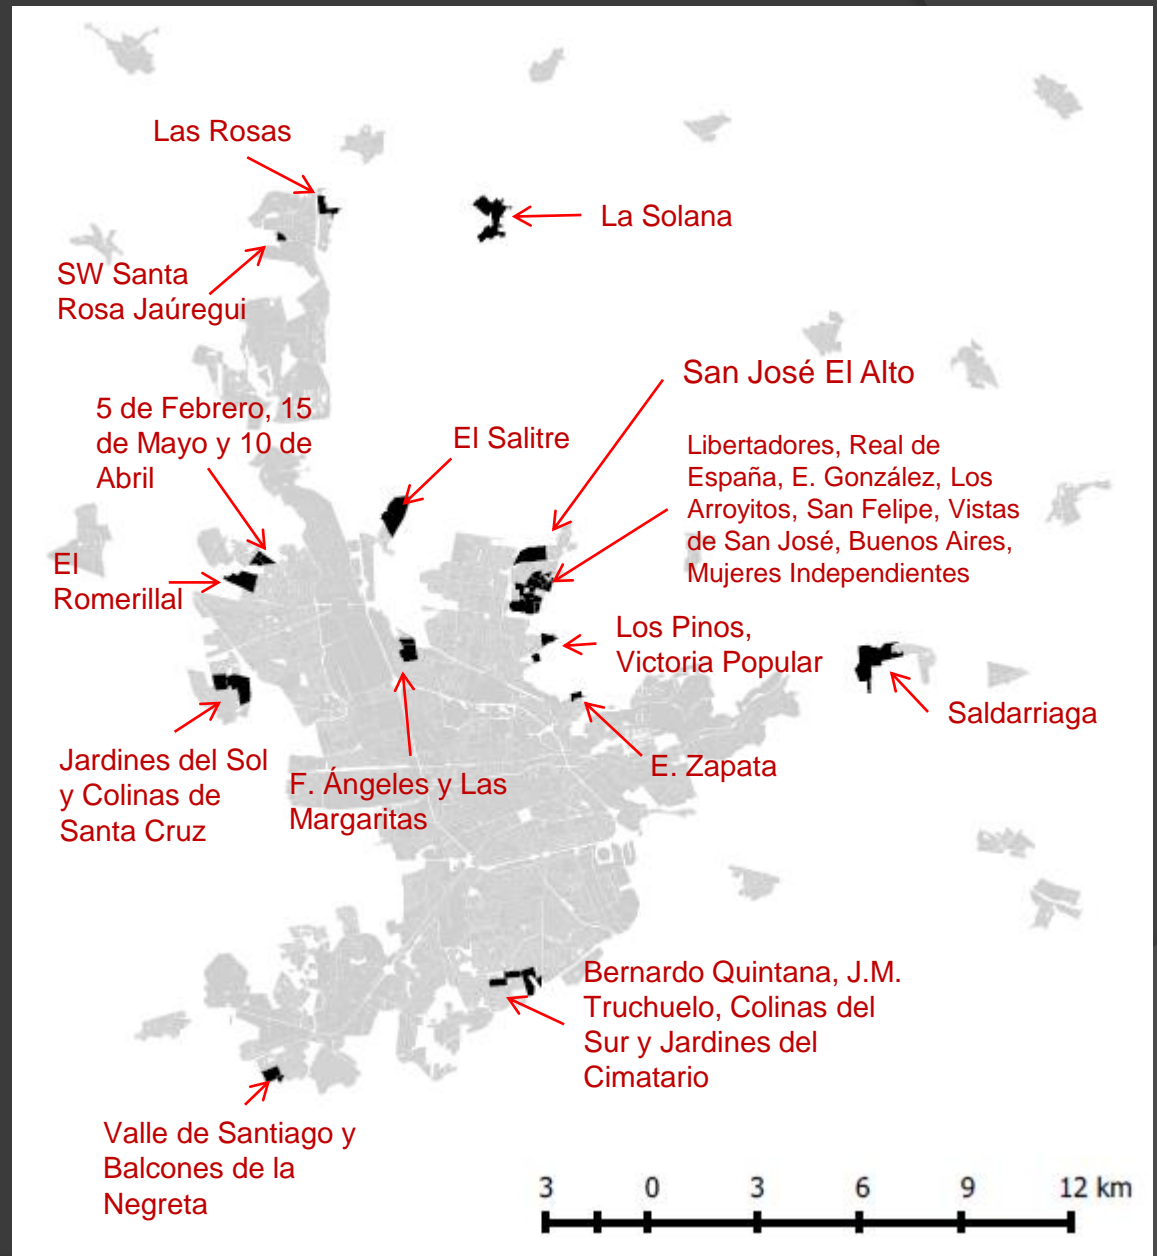 Las Rosas
La Solana
SW Santa
Rosa Jaúregui
San José El Alto
5 de Febrero, 15
de Mayo y 10 de
Abril
El Salitre
Libertadores, Real de
España, E. González, Los
Arroyitos, San Felipe, Vistas
de San José, Buenos Aires,
Mujeres Independientes
El
Romerillal
Los Pinos,
Victoria Popular
Saldarriaga
Jardines del Sol
y Colinas de
Santa Cruz
F. Ángeles y Las
Margaritas
E. Zapata
Bernardo Quintana, J.M.
Truchuelo, Colinas del
Sur y Jardines del
Cimatario
Valle de Santiago y
Balcones de la
Negreta
3 0 3 6 9 12 km